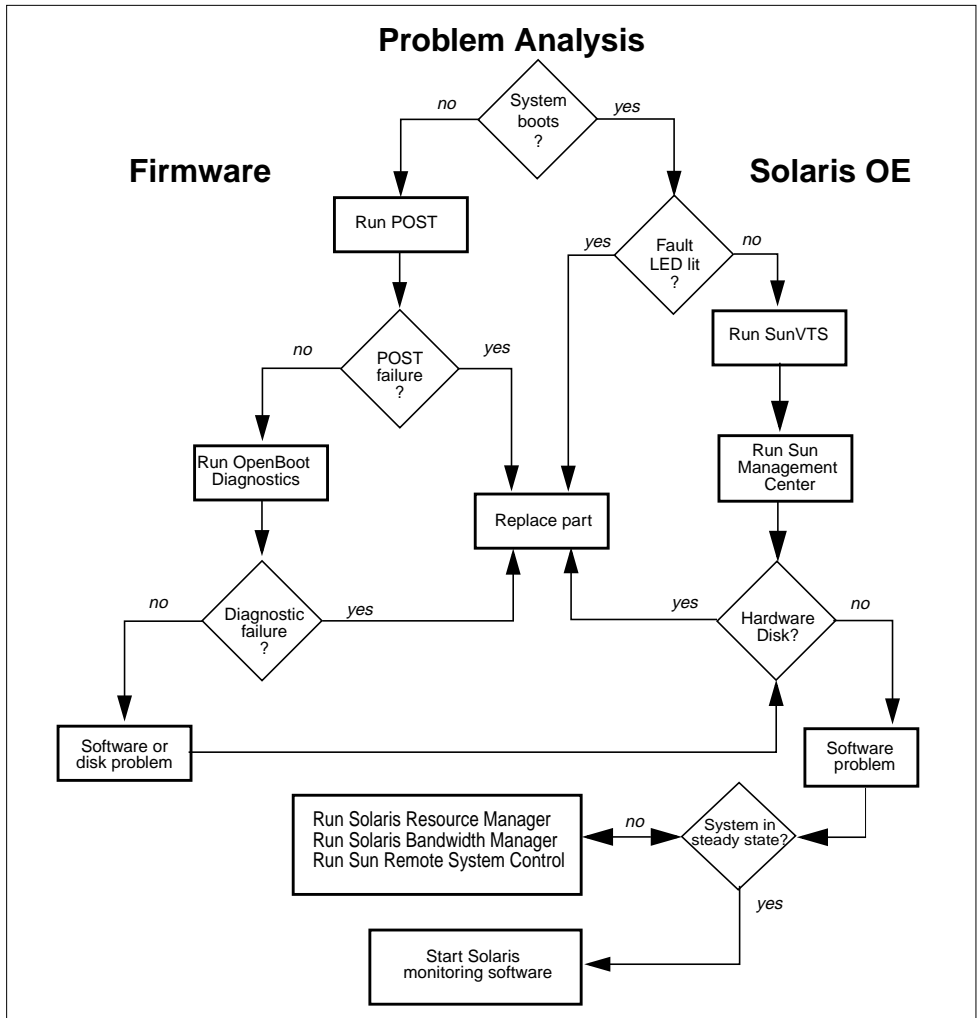 Problem Analysis
System
boots
?
no
yes
Firmware
Solaris OE
Run POST
Fault
LED lit
?
yes
no
Run SunVTS
POST
failure
?
no
yes
Run OpenBoot
Diagnostics
Run Sun
Management
Center
Replace part
Diagnostic
failure
?
no
yes
Hardware
Disk?
yes
no
Software or
disk problem
Software
problem
Run Solaris Resource Manager
Run Solaris Bandwidth Manager
Run Sun Remote System Control
no
System in
steady state?
yes
Start Solaris
monitoring software